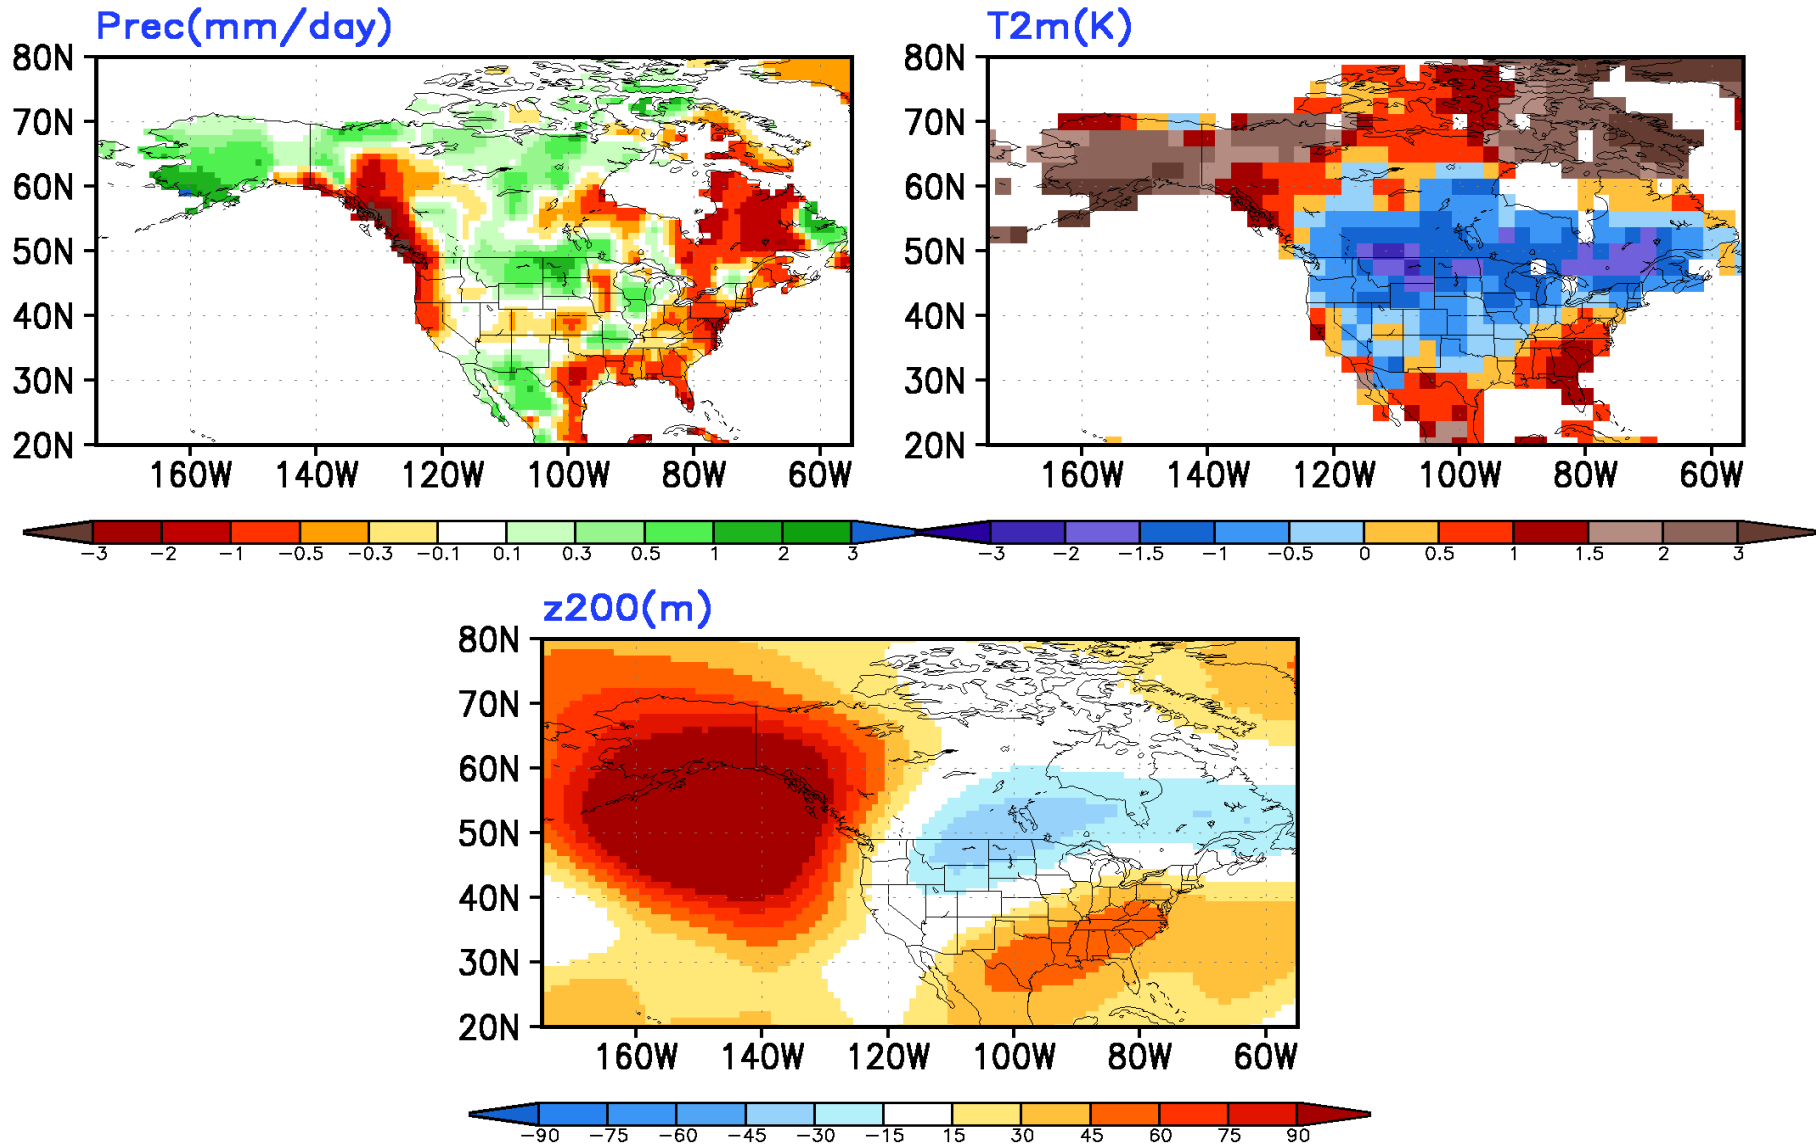 Prec(mm/day)
80N
70N
60N
50N
40N
30N
20N
160W 140W 120W 100W 80W 60W
-3 -2 -1 -0.5 -0.3 -0.1 0.1 0.3 0.5 1 2 3
T2m(K)
80N
70N
60N
50N
40N
30N
20N
160W 140W 120W 100W 80W 60W
-3 -2 -1.5 -1 -0.5 0 0.5 1 1.5 2 3
z200(m)
80N
70N
60N
50N
40N
30N
20N
160W 140W 120W 100W 80W 60W
-90 -75 -60 -45 -30 -15 15 30 45 60 75 90